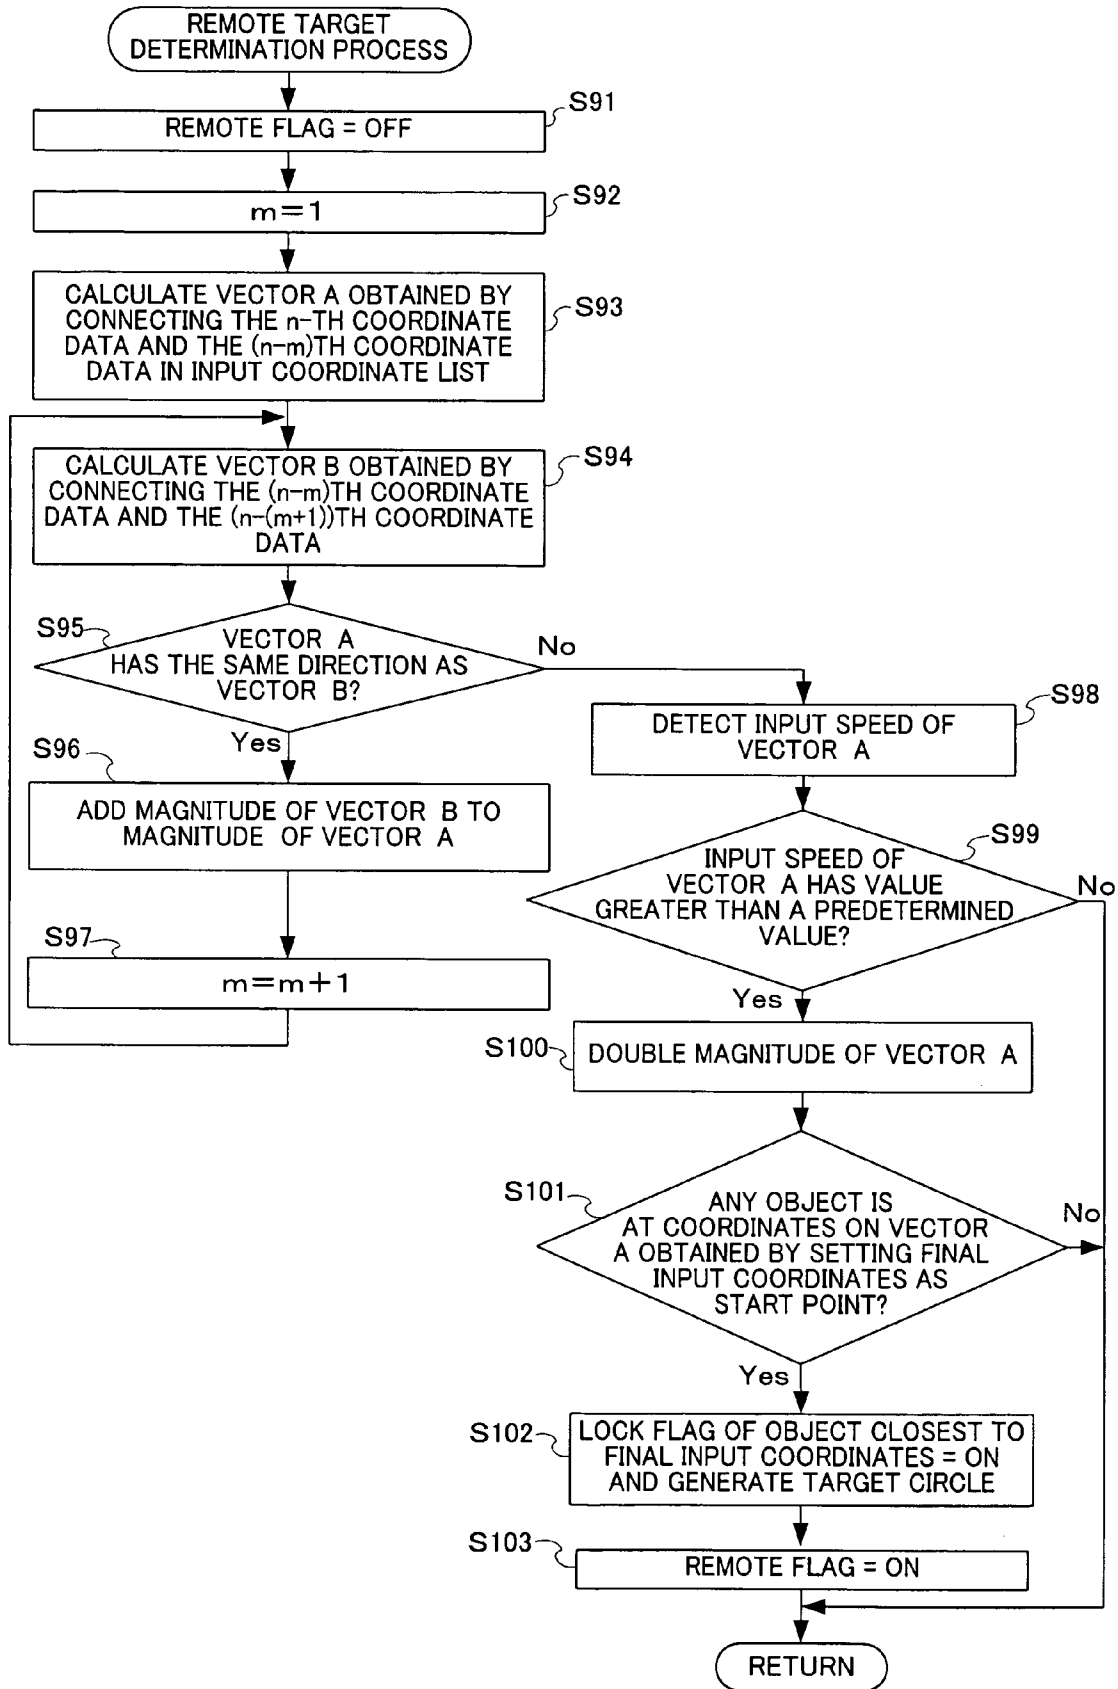 REMOTE TARGET
DETERMINATION PROCESS
S91
REMOTE FLAG = OFF
S92
m=1
S93
CALCULATE VECTOR A OBTAINED BY
CONNECTING THE n-TH COORDINATE
DATA AND THE (n-m)TH COORDINATE
DATA IN INPUT COORDINATE LIST
S94
CALCULATE VECTOR B OBTAINED BY
CONNECTING THE (n-m)TH COORDINATE
DATA AND THE (n-(m+1))TH COORDINATE
DATA
S95
VECTOR A
HAS THE SAME DIRECTION AS
VECTOR B?
No
Yes
S96
ADD MAGNITUDE OF VECTOR B TO
MAGNITUDE OF VECTOR A
S97
m=m+1
S98
DETECT INPUT SPEED OF
VECTOR A
S99
INPUT SPEED OF
VECTOR A HAS VALUE
GREATER THAN A PREDETERMINED
VALUE?
No
Yes
S100
DOUBLE MAGNITUDE OF VECTOR A
S101
ANY OBJECT IS
AT COORDINATES ON VECTOR
A OBTAINED BY SETTING FINAL
INPUT COORDINATES AS
START POINT?
No
Yes
S102
LOCK FLAG OF OBJECT CLOSEST TO
FINAL INPUT COORDINATES = ON
AND GENERATE TARGET CIRCLE
S103
REMOTE FLAG = ON
RETURN